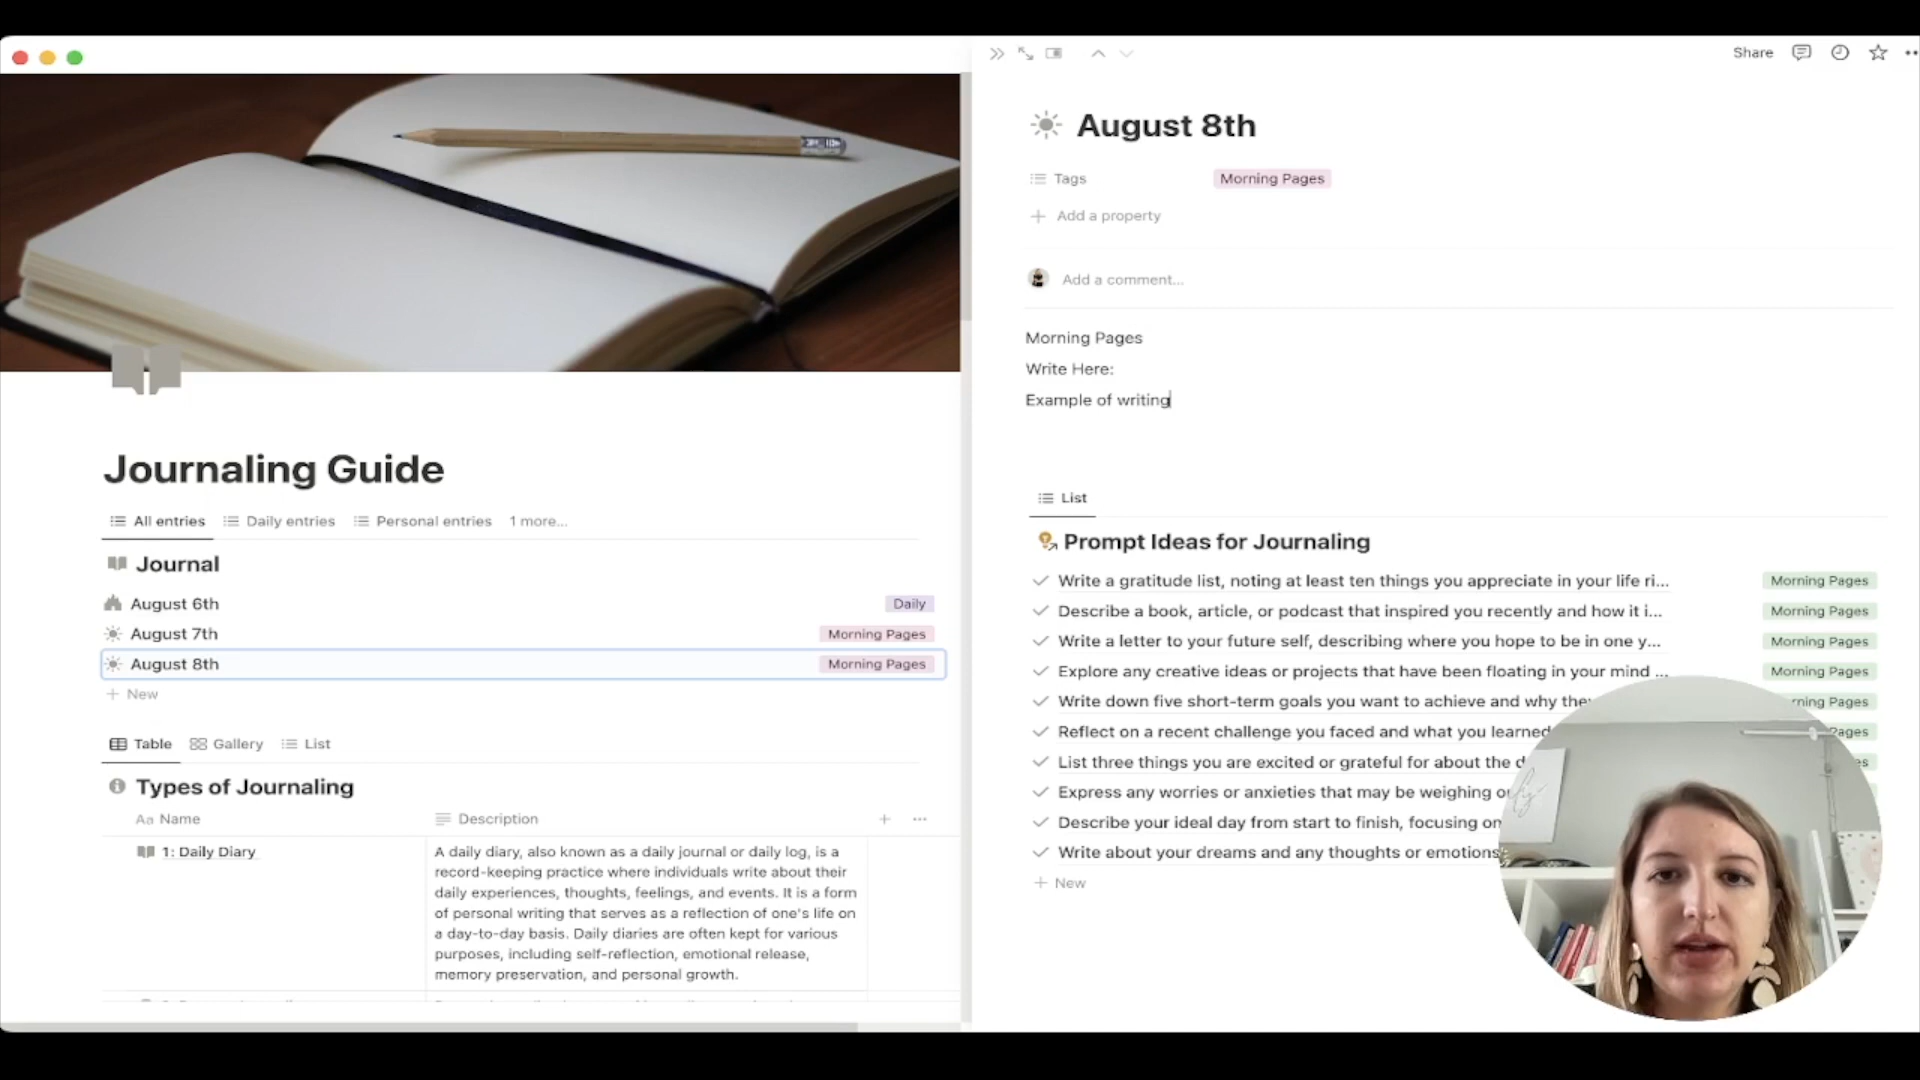 Journaling Guide
All entries
Daily entries
Personal entries
1 more...
Journal
August 6th
Daily
August 7th
Morning Pages
August 8th
Morning Pages
New
Table
Gallery
List
Types of Journaling
Aa Name
Description
1: Daily Diary
A daily diary, also known as a daily journal or daily log, is a
record-keeping practice where individuals write about their
daily experiences, thoughts, feelings, and events. It is a form
of personal writing that serves as a reflection of one's life on
a day-to-day basis. Daily diaries are often kept for various
purposes, including self-reflection, emotional release,
memory preservation, and personal growth.
Share
August 8th
Tags
Morning Pages
Add a property
Add a comment...
Morning Pages
Write Here:
Example of writing
List
Prompt Ideas for Journaling
Write a gratitude list, noting at least ten things you appreciate in your life ri...
Morning Pages
Describe a book, article, or podcast that inspired you recently and how it i...
Morning Pages
Write a letter to your future self, describing where you hope to be in one y...
Morning Pages
Explore any creative ideas or projects that have been floating in your mind ...
Morning Pages
Write down five short-term goals you want to achieve and why they
Pages
Reflect on a recent challenge you faced and what you learned
Pages
List three things you are excited or grateful for about the d
Express any worries or anxieties that may be weighing o
Describe your ideal day from start to finish, focusing on
Write about your dreams and any thoughts or emotions
New